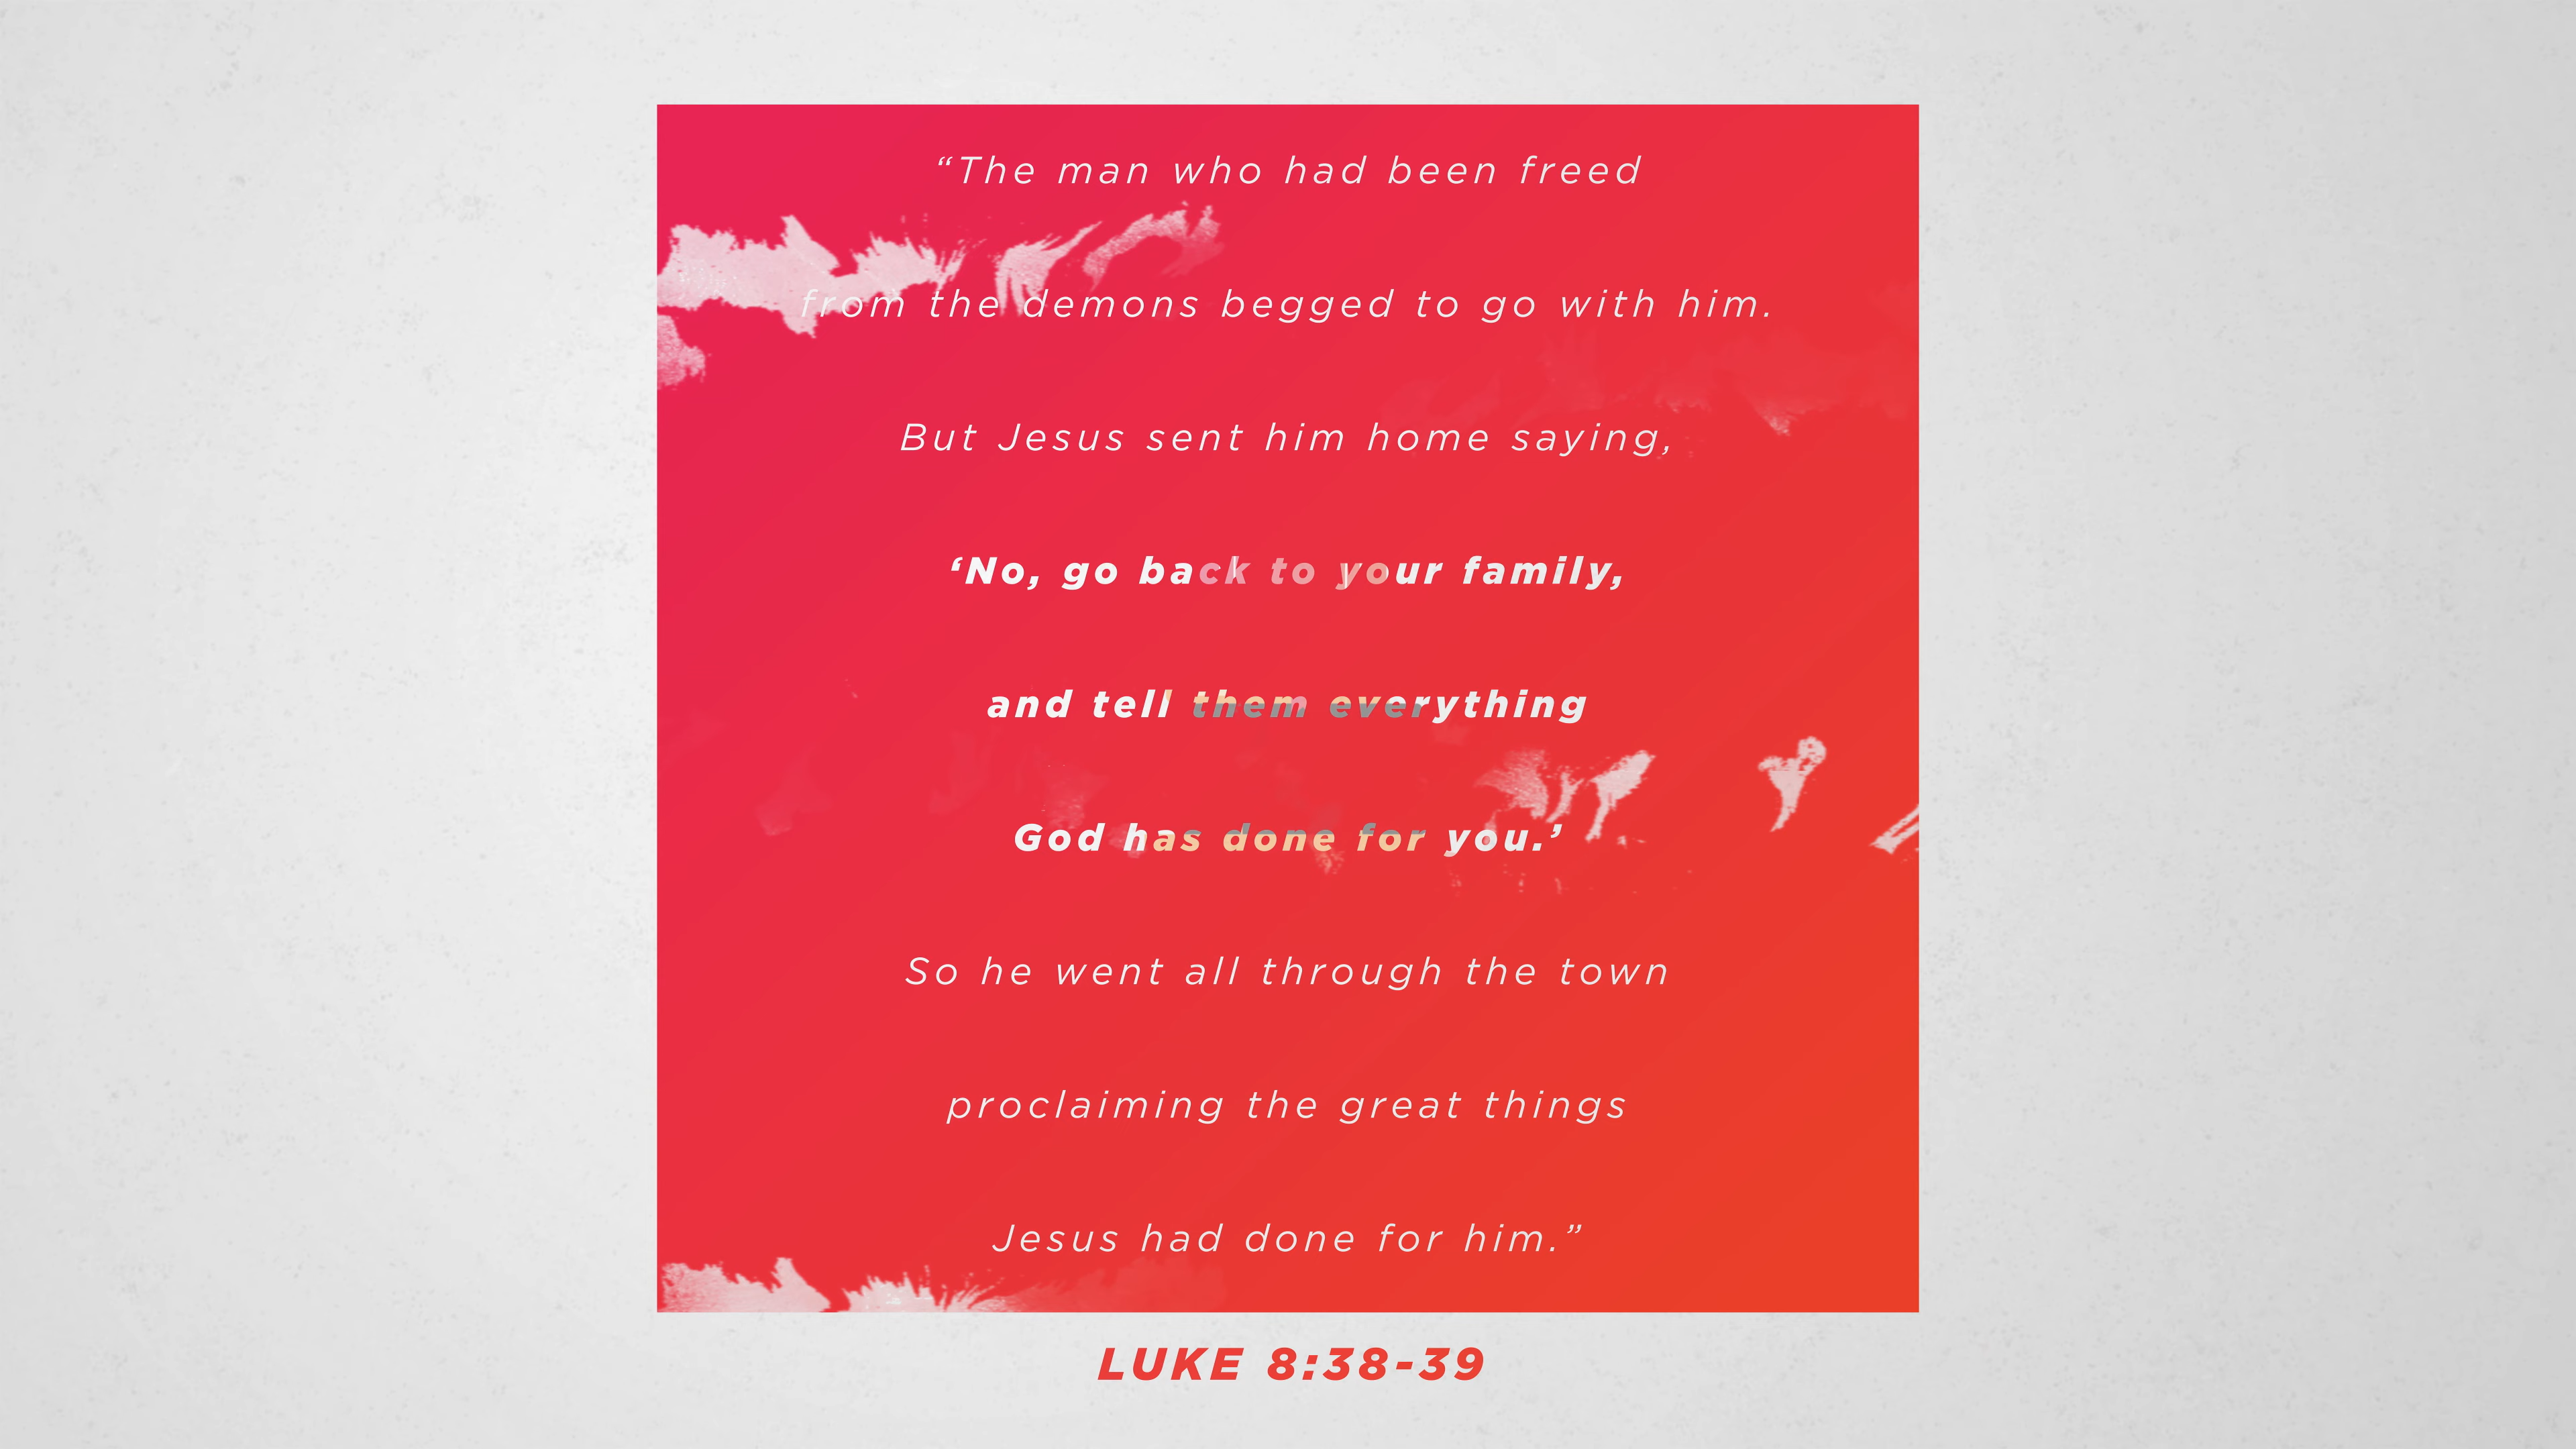 “The man who had been freed
from the demons begged to go with him.
But Jesus sent him home saying,
‘No, go back to your family,
and tell them everything
God has done for you.’
So he went all through the town
proclaiming the great things
Jesus had done for him.”
LUKE 8:38-39